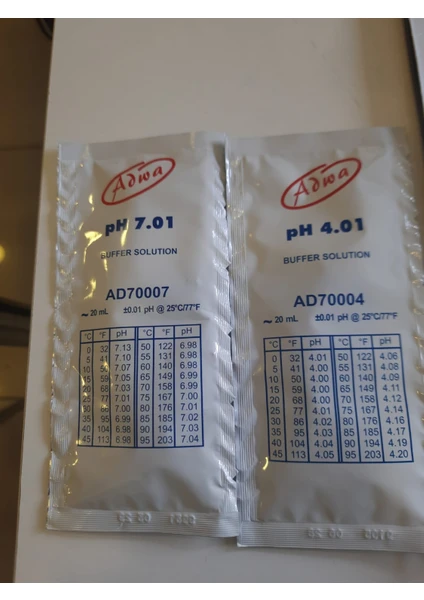 Adwa
pH 7.01
BUFFER SOLUTION
AD70007
~ 20 mL ±0.01 pH @ 25°C/77°F
°C °F pH °C °F pH
0 32 7.13 50 122 6.98
5 41 7.10 55 131 6.98
10 50 7.07 60 140 6.98
15 59 7.05 65 149 6.99
20 68 7.03 70 158 6.99
25 77 7.01 75 167 7.00
30 86 7.00 80 176 7.01
35 95 6.99 85 185 7.02
40 104 6.98 90 194 7.03
45 113 6.98 95 203 7.04
Adwa
pH 4.01
BUFFER SOLUTION
AD70004
~ 20 mL ±0.01 pH @ 25°C/77°F
°C °F pH °C °F pH
0 32 4.01 50 122 4.06
5 41 4.00 55 131 4.08
10 50 4.00 60 140 4.09
15 59 4.00 65 149 4.11
20 68 4.00 70 158 4.12
25 77 4.01 75 167 4.14
30 86 4.02 80 176 4.16
35 95 4.03 85 185 4.17
40 104 4.04 90 194 4.19
45 113 4.05 95 203 4.20